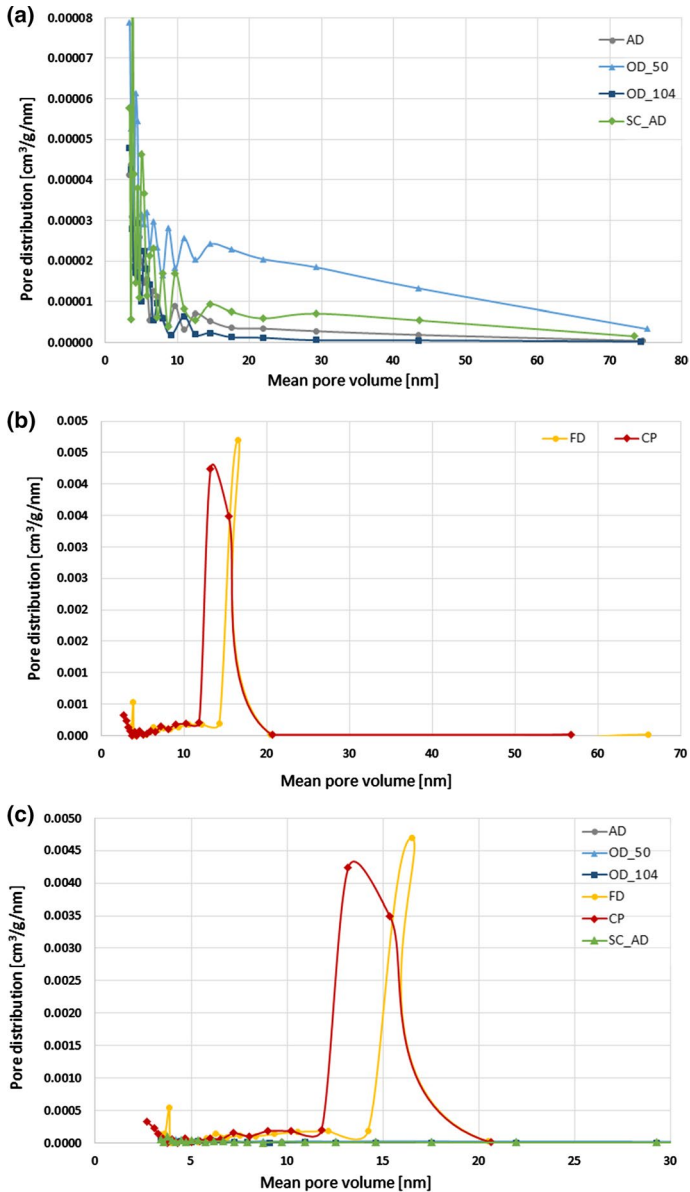 (a)
0.00008
0.00007
0.00006
0.00005
0.00004
0.00003
0.00002
0.00001
0.00000
Pore distribution [cm³/g/nm]
AD
OD_50
OD_104
SC_AD
0 10 20 30 40 50 60 70 80
Mean pore volume [nm]
(b)
0.005
0.005
0.004
0.004
0.003
0.003
0.002
0.002
0.001
0.001
0.000
Pore distribution [cm³/g/nm]
FD CP
0 10 20 30 40 50 60 70
Mean pore volume [nm]
(c)
0.0050
0.0045
0.0040
0.0035
0.0030
0.0025
0.0020
0.0015
0.0010
0.0005
0.0000
Pore distribution [cm³/g/nm]
AD
OD_50
OD_104
FD
CP
SC_AD
0 5 10 15 20 25 30
Mean pore volume [nm]